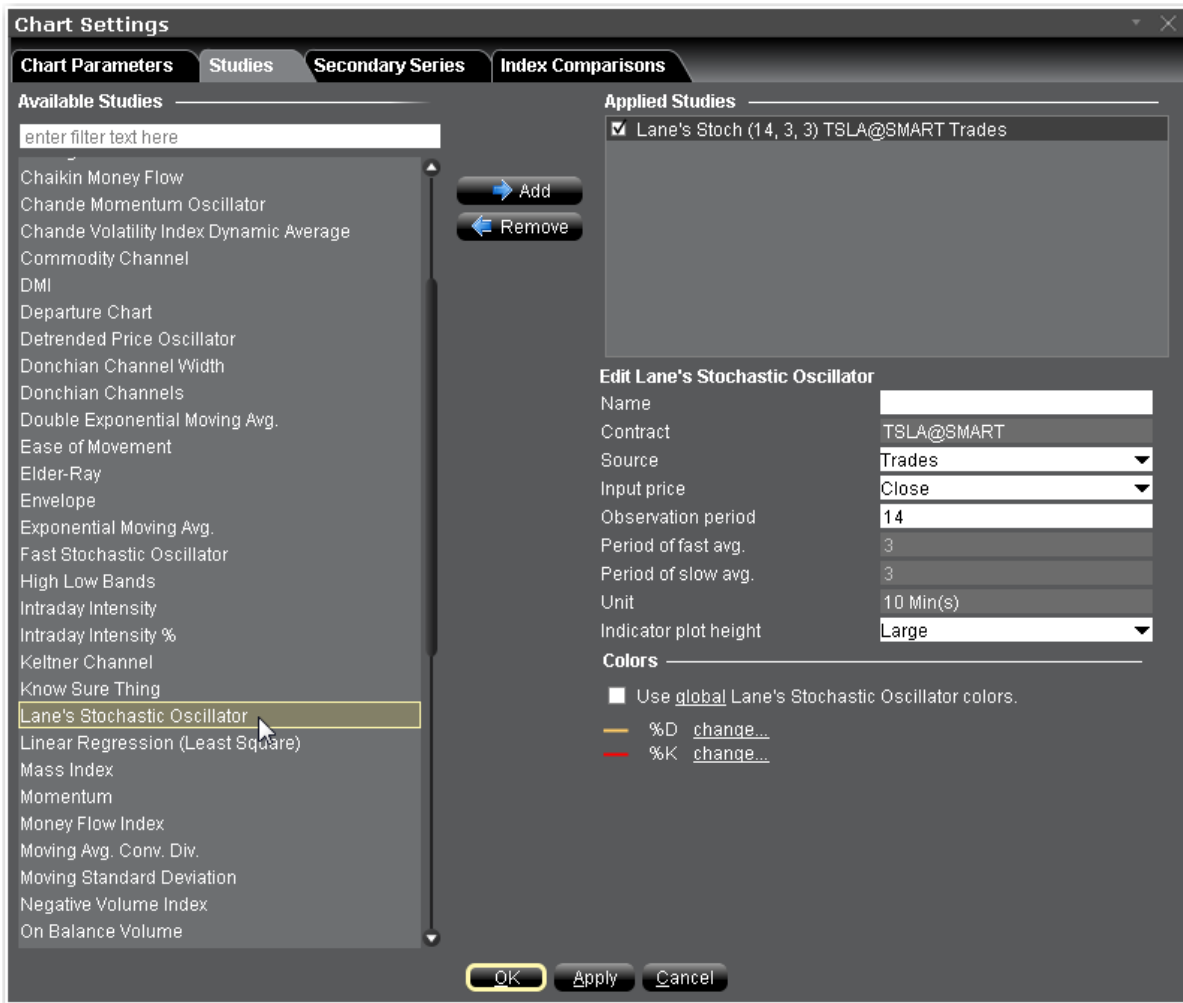 Chart Settings
Chart Parameters
Studies
Secondary Series
Index Comparisons
Available Studies
enter filter text here
Chaikin Money Flow
Chande Momentum Oscillator
Chande Volatility Index Dynamic Average
Commodity Channel
DMI
Departure Chart
Detrended Price Oscillator
Donchian Channel Width
Donchian Channels
Double Exponential Moving Avg.
Ease of Movement
Elder-Ray
Envelope
Exponential Moving Avg.
Fast Stochastic Oscillator
High Low Bands
Intraday Intensity
Intraday Intensity %
Keltner Channel
Know Sure Thing
Lane's Stochastic Oscillator
Linear Regression (Least Square)
Mass Index
Momentum
Money Flow Index
Moving Avg. Conv. Div.
Moving Standard Deviation
Negative Volume Index
On Balance Volume
Add
Remove
Applied Studies
Lane's Stoch (14, 3, 3) TSLA@SMART Trades
Edit Lane's Stochastic Oscillator
Name
Contract TSLA@SMART
Source Trades
Input price Close
Observation period 14
Period of fast avg. 3
Period of slow avg. 3
Unit 10 Min(s)
Indicator plot height Large
Colors
Use global Lane's Stochastic Oscillator colors.
%D change...
%K change...
OK
Apply
Cancel